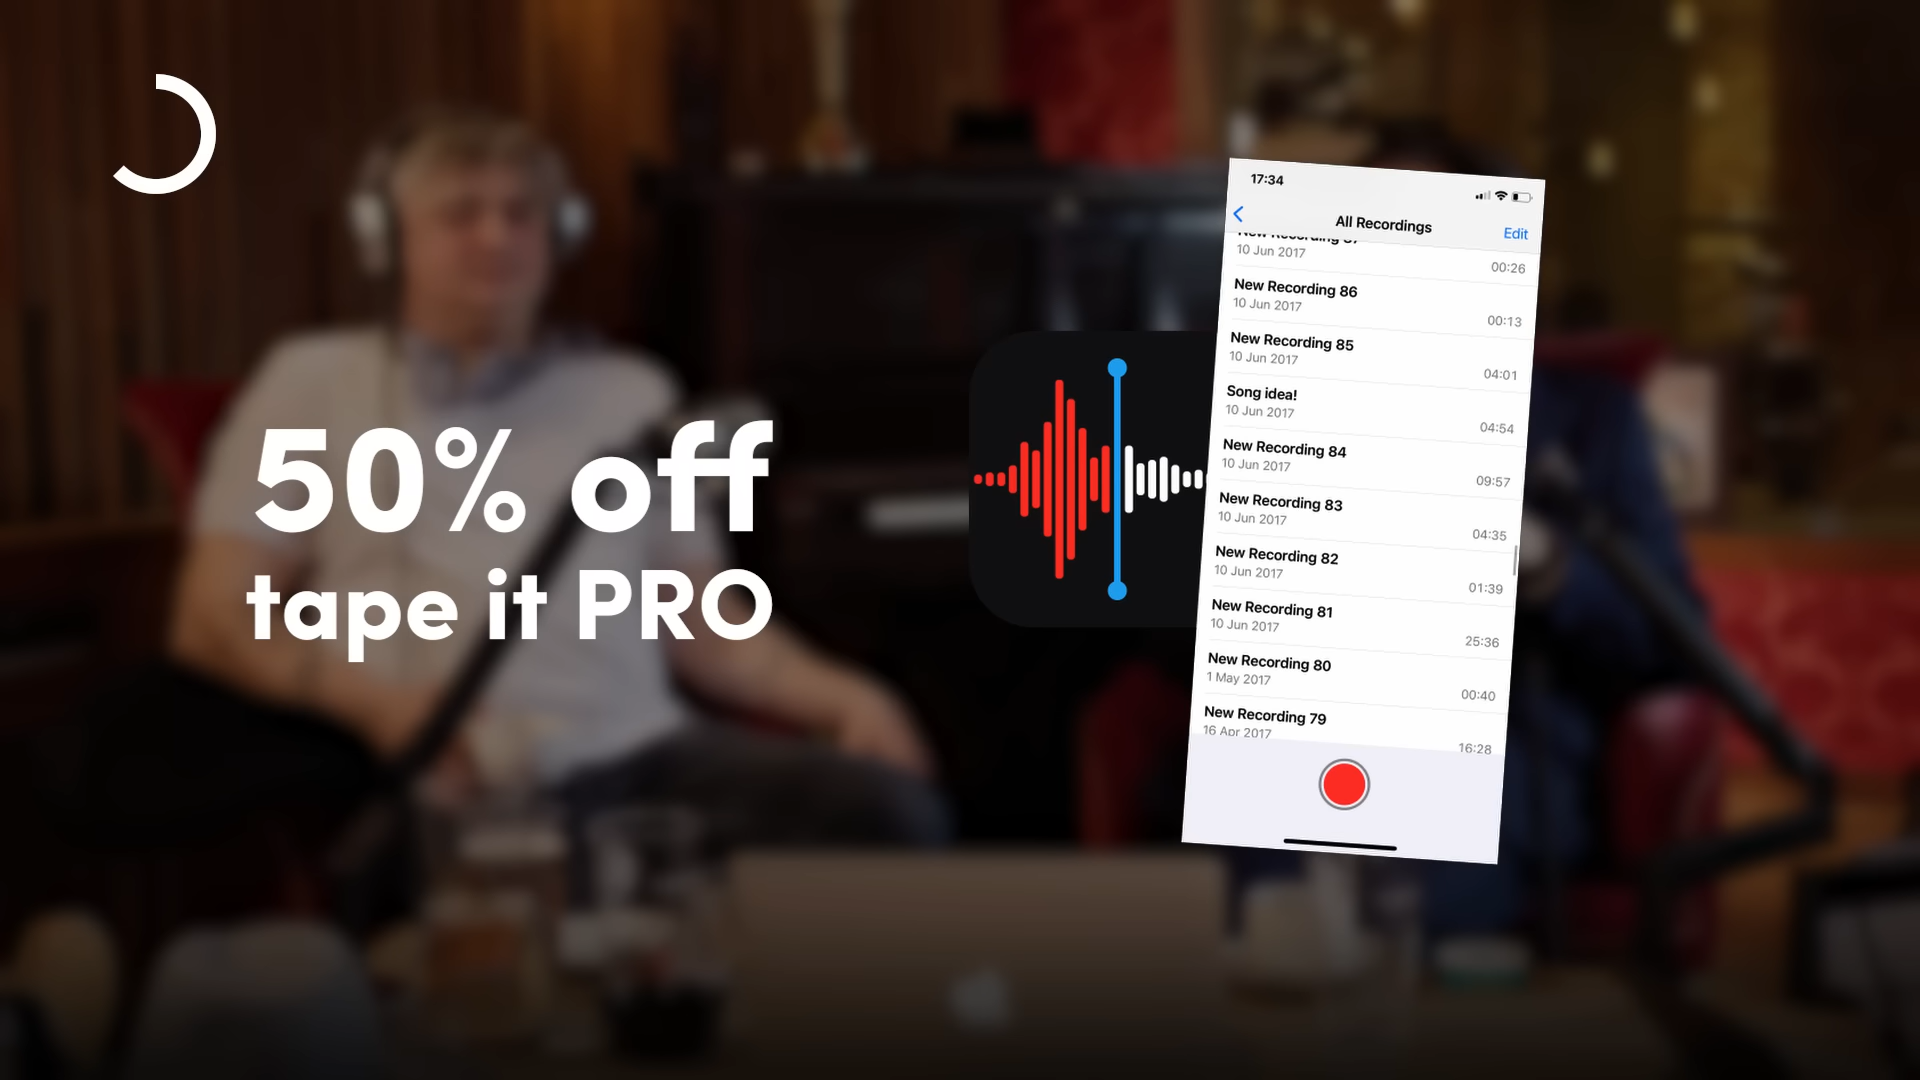 50% off
tape it PRO
17:34
All Recordings
Edit
New Recording 87
10 Jun 2017
00:26
New Recording 86
10 Jun 2017
00:13
New Recording 85
10 Jun 2017
04:01
Song idea!
10 Jun 2017
04:54
New Recording 84
10 Jun 2017
09:57
New Recording 83
10 Jun 2017
04:35
New Recording 82
10 Jun 2017
01:39
New Recording 81
10 Jun 2017
25:36
New Recording 80
1 May 2017
00:40
New Recording 79
16 Apr 2017
16:28